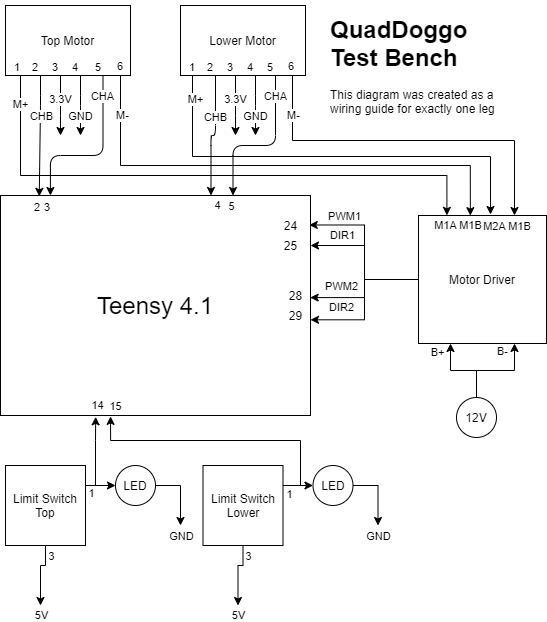 QuadDoggo
Test Bench
This diagram was created as a
wiring guide for exactly one leg
Top Motor
1 2 3 4 5 6
M+ CHB 3.3V GND CHA M-
Lower Motor
1 2 3 4 5 6
M+ CHB 3.3V GND CHA M-
2 3 4 5
Teensy 4.1
24 PWM1
25 DIR1
28 PWM2
29 DIR2
M1A M1B M2A M1B
Motor Driver
B+ B-
12V
14 15
Limit Switch
Top
1
LED
GND
3
5V
Limit Switch
Lower
1
LED
GND
3
5V